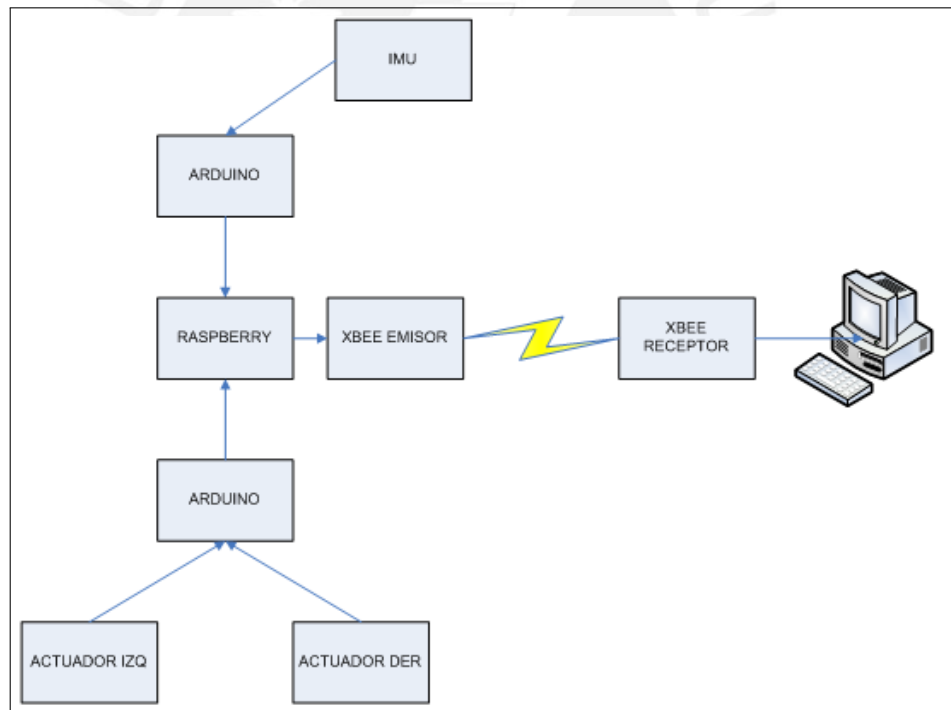 IMU
ARDUINO
RASPBERRY
XBEE EMISOR
XBEE
RECEPTOR
ARDUINO
ACTUADOR IZQ
ACTUADOR DER